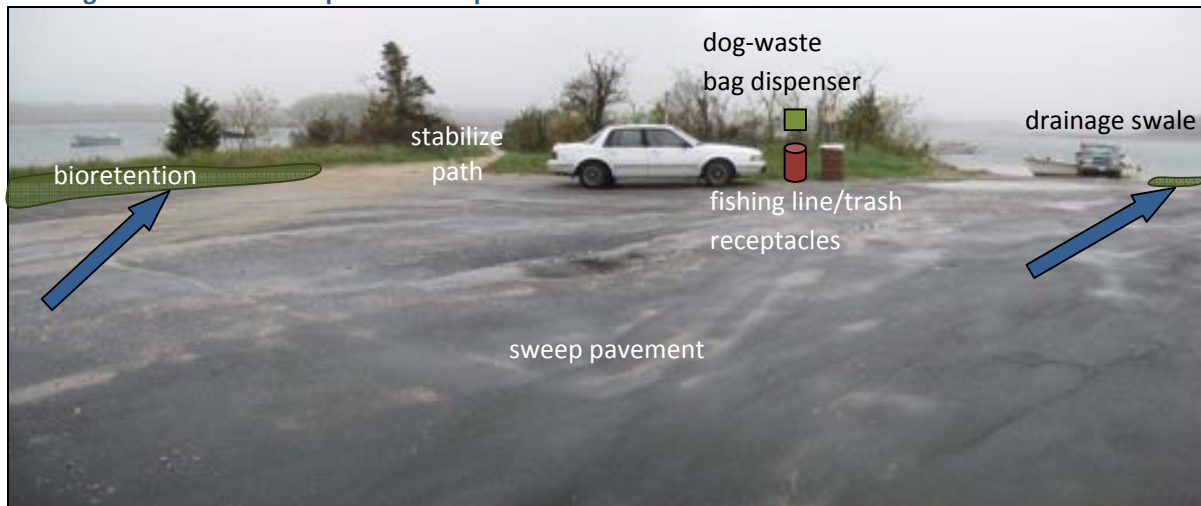 dog-waste
bag dispenser
drainage swale
stabilize
path
bioretention
fishing line/trash
receptacles
sweep pavement